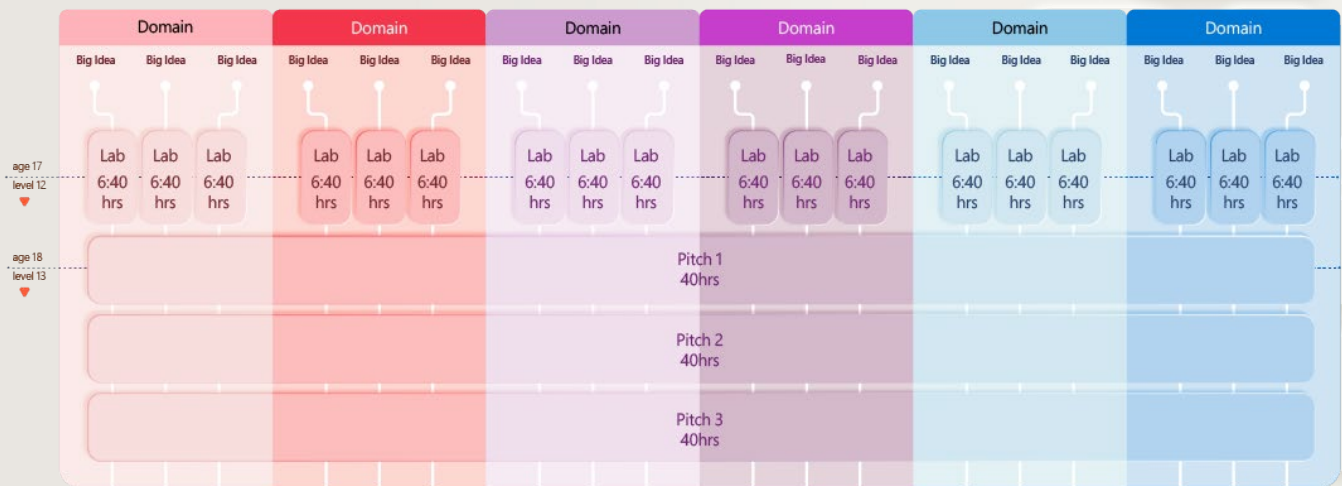 Domain Domain Domain Domain Domain Domain
Big Idea Big Idea Big Idea Big Idea Big Idea Big Idea Big Idea Big Idea Big Idea Big Idea Big Idea Big Idea Big Idea Big Idea Big Idea Big Idea Big Idea Big Idea
Lab Lab Lab Lab Lab Lab Lab Lab Lab Lab Lab Lab Lab Lab Lab Lab Lab Lab
age 17
level 12
6:40 6:40 6:40 6:40 6:40 6:40 6:40 6:40 6:40 6:40 6:40 6:40 6:40 6:40 6:40 6:40 6:40 6:40
hrs hrs hrs hrs hrs hrs hrs hrs hrs hrs hrs hrs hrs hrs hrs hrs hrs hrs
age 18
level 13
Pitch 1
40hrs
Pitch 2
40hrs
Pitch 3
40hrs